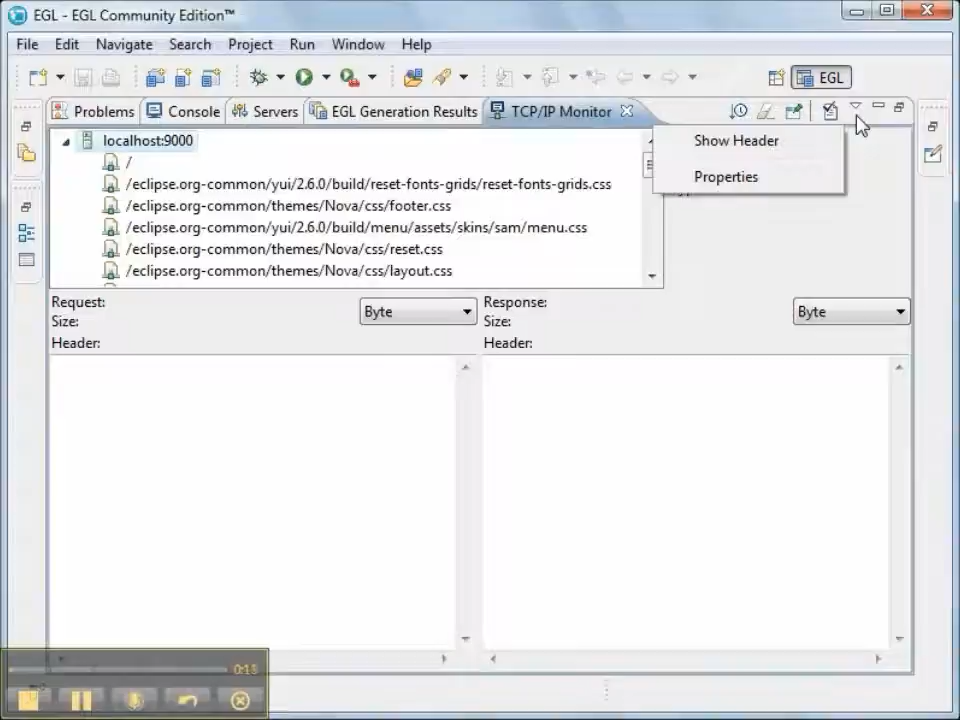 EGL - EGL Community Edition™
File Edit Navigate Search Project Run Window Help
EGL
Problems Console Servers EGL Generation Results TCP/IP Monitor
localhost:9000
Show Header
/
Properties
/eclipse.org-common/yui/2.6.0/build/reset-fonts-grids/reset-fonts-grids.css
/eclipse.org-common/themes/Nova/css/footer.css
/eclipse.org-common/yui/2.6.0/build/menu/assets/skins/sam/menu.css
/eclipse.org-common/themes/Nova/css/reset.css
/eclipse.org-common/themes/Nova/css/layout.css
Request: Response:
Size: Byte Size: Byte
Header: Header:
0:13